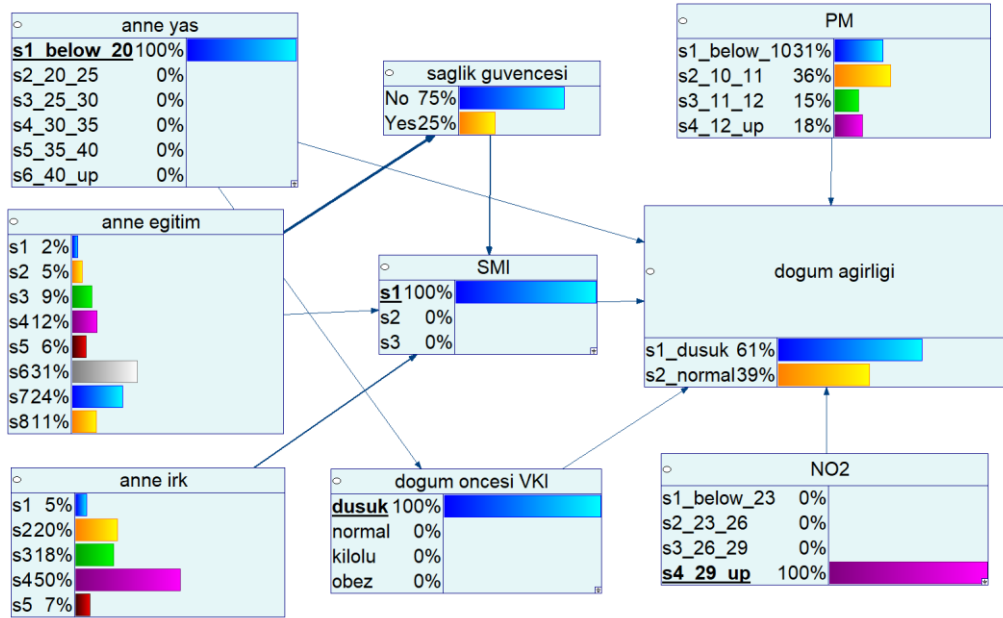 anne yas
s1_below_20 100%
s2_20_25 0%
s3_25_30 0%
s4_30_35 0%
s5_35_40 0%
s6_40_up 0%
saglik guvencesi
No 75%
Yes 25%
PM
s1_below_10 31%
s2_10_11 36%
s3_11_12 15%
s4_12_up 18%
anne egitim
s1 2%
s2 5%
s3 9%
s4 12%
s5 6%
s6 31%
s7 24%
s8 11%
SMI
s1 100%
s2 0%
s3 0%
dogum agirligi
s1_dusuk 61%
s2_normal 39%
anne irk
s1 5%
s2 20%
s3 18%
s4 50%
s5 7%
dogum oncesi VKI
dusuk 100%
normal 0%
kilolu 0%
obez 0%
NO2
s1_below_23 0%
s2_23_26 0%
s3_26_29 0%
s4_29_up 100%